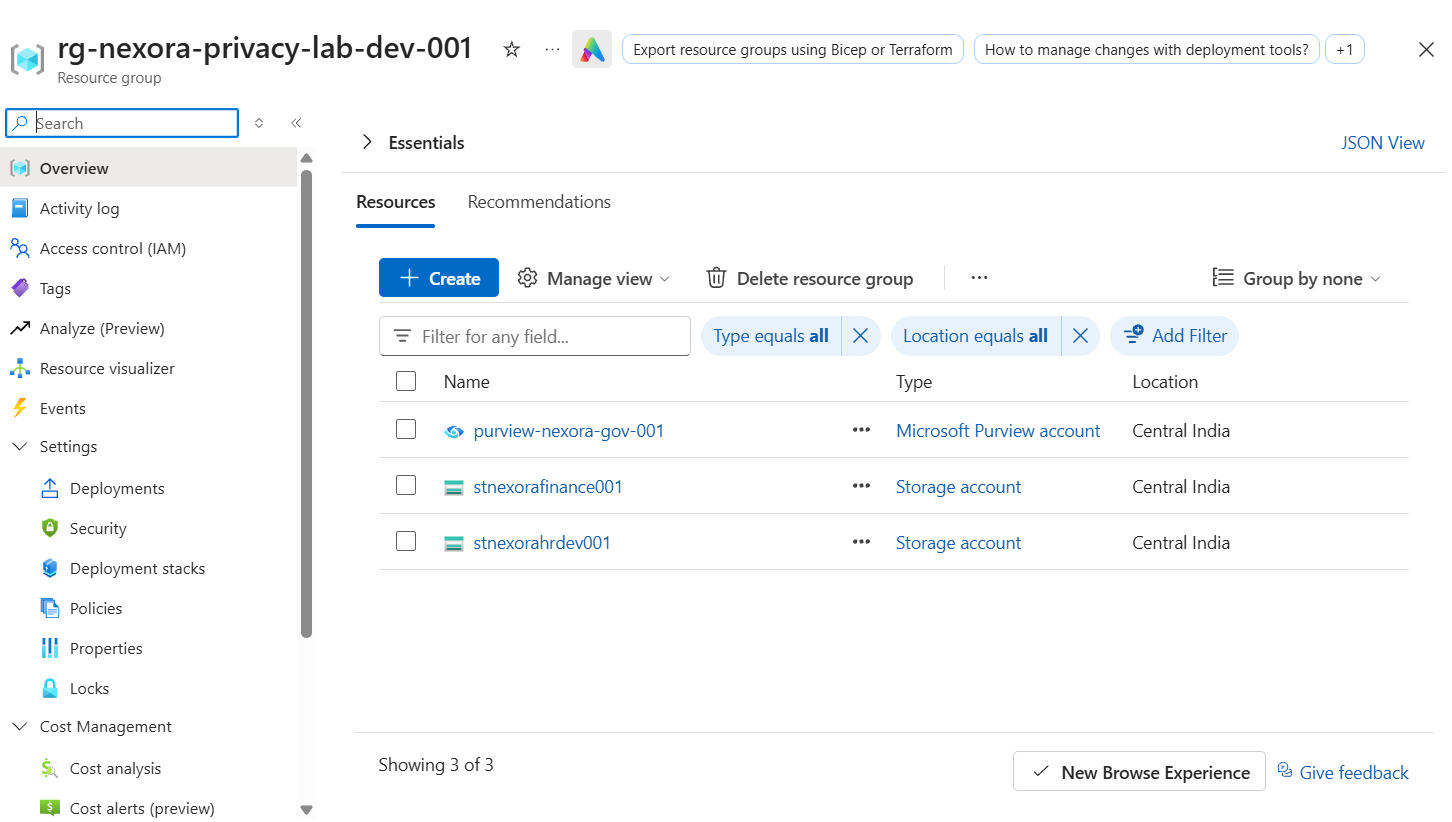 rg-nexora-privacy-lab-dev-001
Resource group
Export resource groups using Bicep or Terraform
How to manage changes with deployment tools?
+1
Search
Overview
Activity log
Access control (IAM)
Tags
Analyze (Preview)
Resource visualizer
Events
Settings
Deployments
Security
Deployment stacks
Policies
Properties
Locks
Cost Management
Cost analysis
Cost alerts (preview)
Essentials
JSON View
Resources Recommendations
Create Manage view Delete resource group Group by none
Filter for any field... Type equals all Location equals all Add Filter
Name Type Location
purview-nexora-gov-001 Microsoft Purview account Central India
stnexorafinance001 Storage account Central India
stnexorahrdev001 Storage account Central India
Showing 3 of 3
New Browse Experience
Give feedback